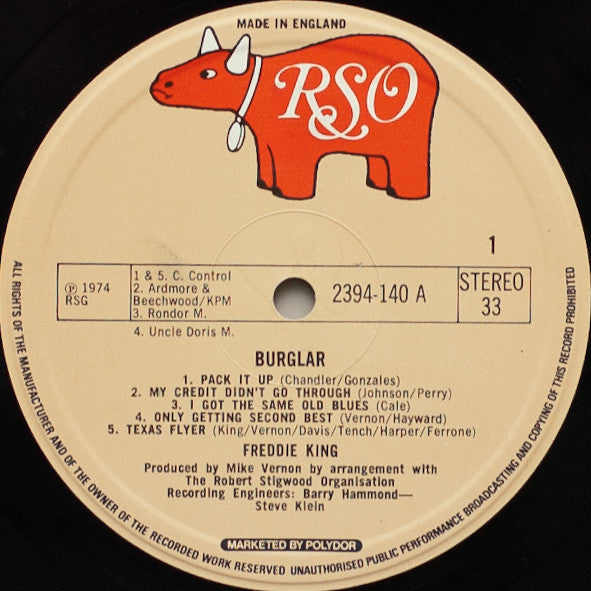 MADE IN ENGLAND
RSO
1
℗ 1974
RSG
1 & 5. C. Control
2. Ardmore &
Beechwood/KPM
3. Rondor M.
4. Uncle Doris M.
2394-140 A
STEREO
33
BURGLAR
1. PACK IT UP (Chandler/Gonzales)
2. MY CREDIT DIDN'T GO THROUGH (Johnson/Perry)
3. I GOT THE SAME OLD BLUES (Cale)
4. ONLY GETTING SECOND BEST (Vernon/Hayward)
5. TEXAS FLYER (King/Vernon/Davis/Tench/Harper/Ferrone)
FREDDIE KING
Produced by Mike Vernon by arrangement with
The Robert Stigwood Organisation
Recording Engineers: Barry Hammond—
Steve Klein
MARKETED BY POLYDOR
ALL RIGHTS OF THE MANUFACTURER AND OF THE OWNER OF THE RECORDED WORK RESERVED UNAUTHORISED PUBLIC PERFORMANCE BROADCASTING AND COPYING OF THIS RECORD PROHIBITED